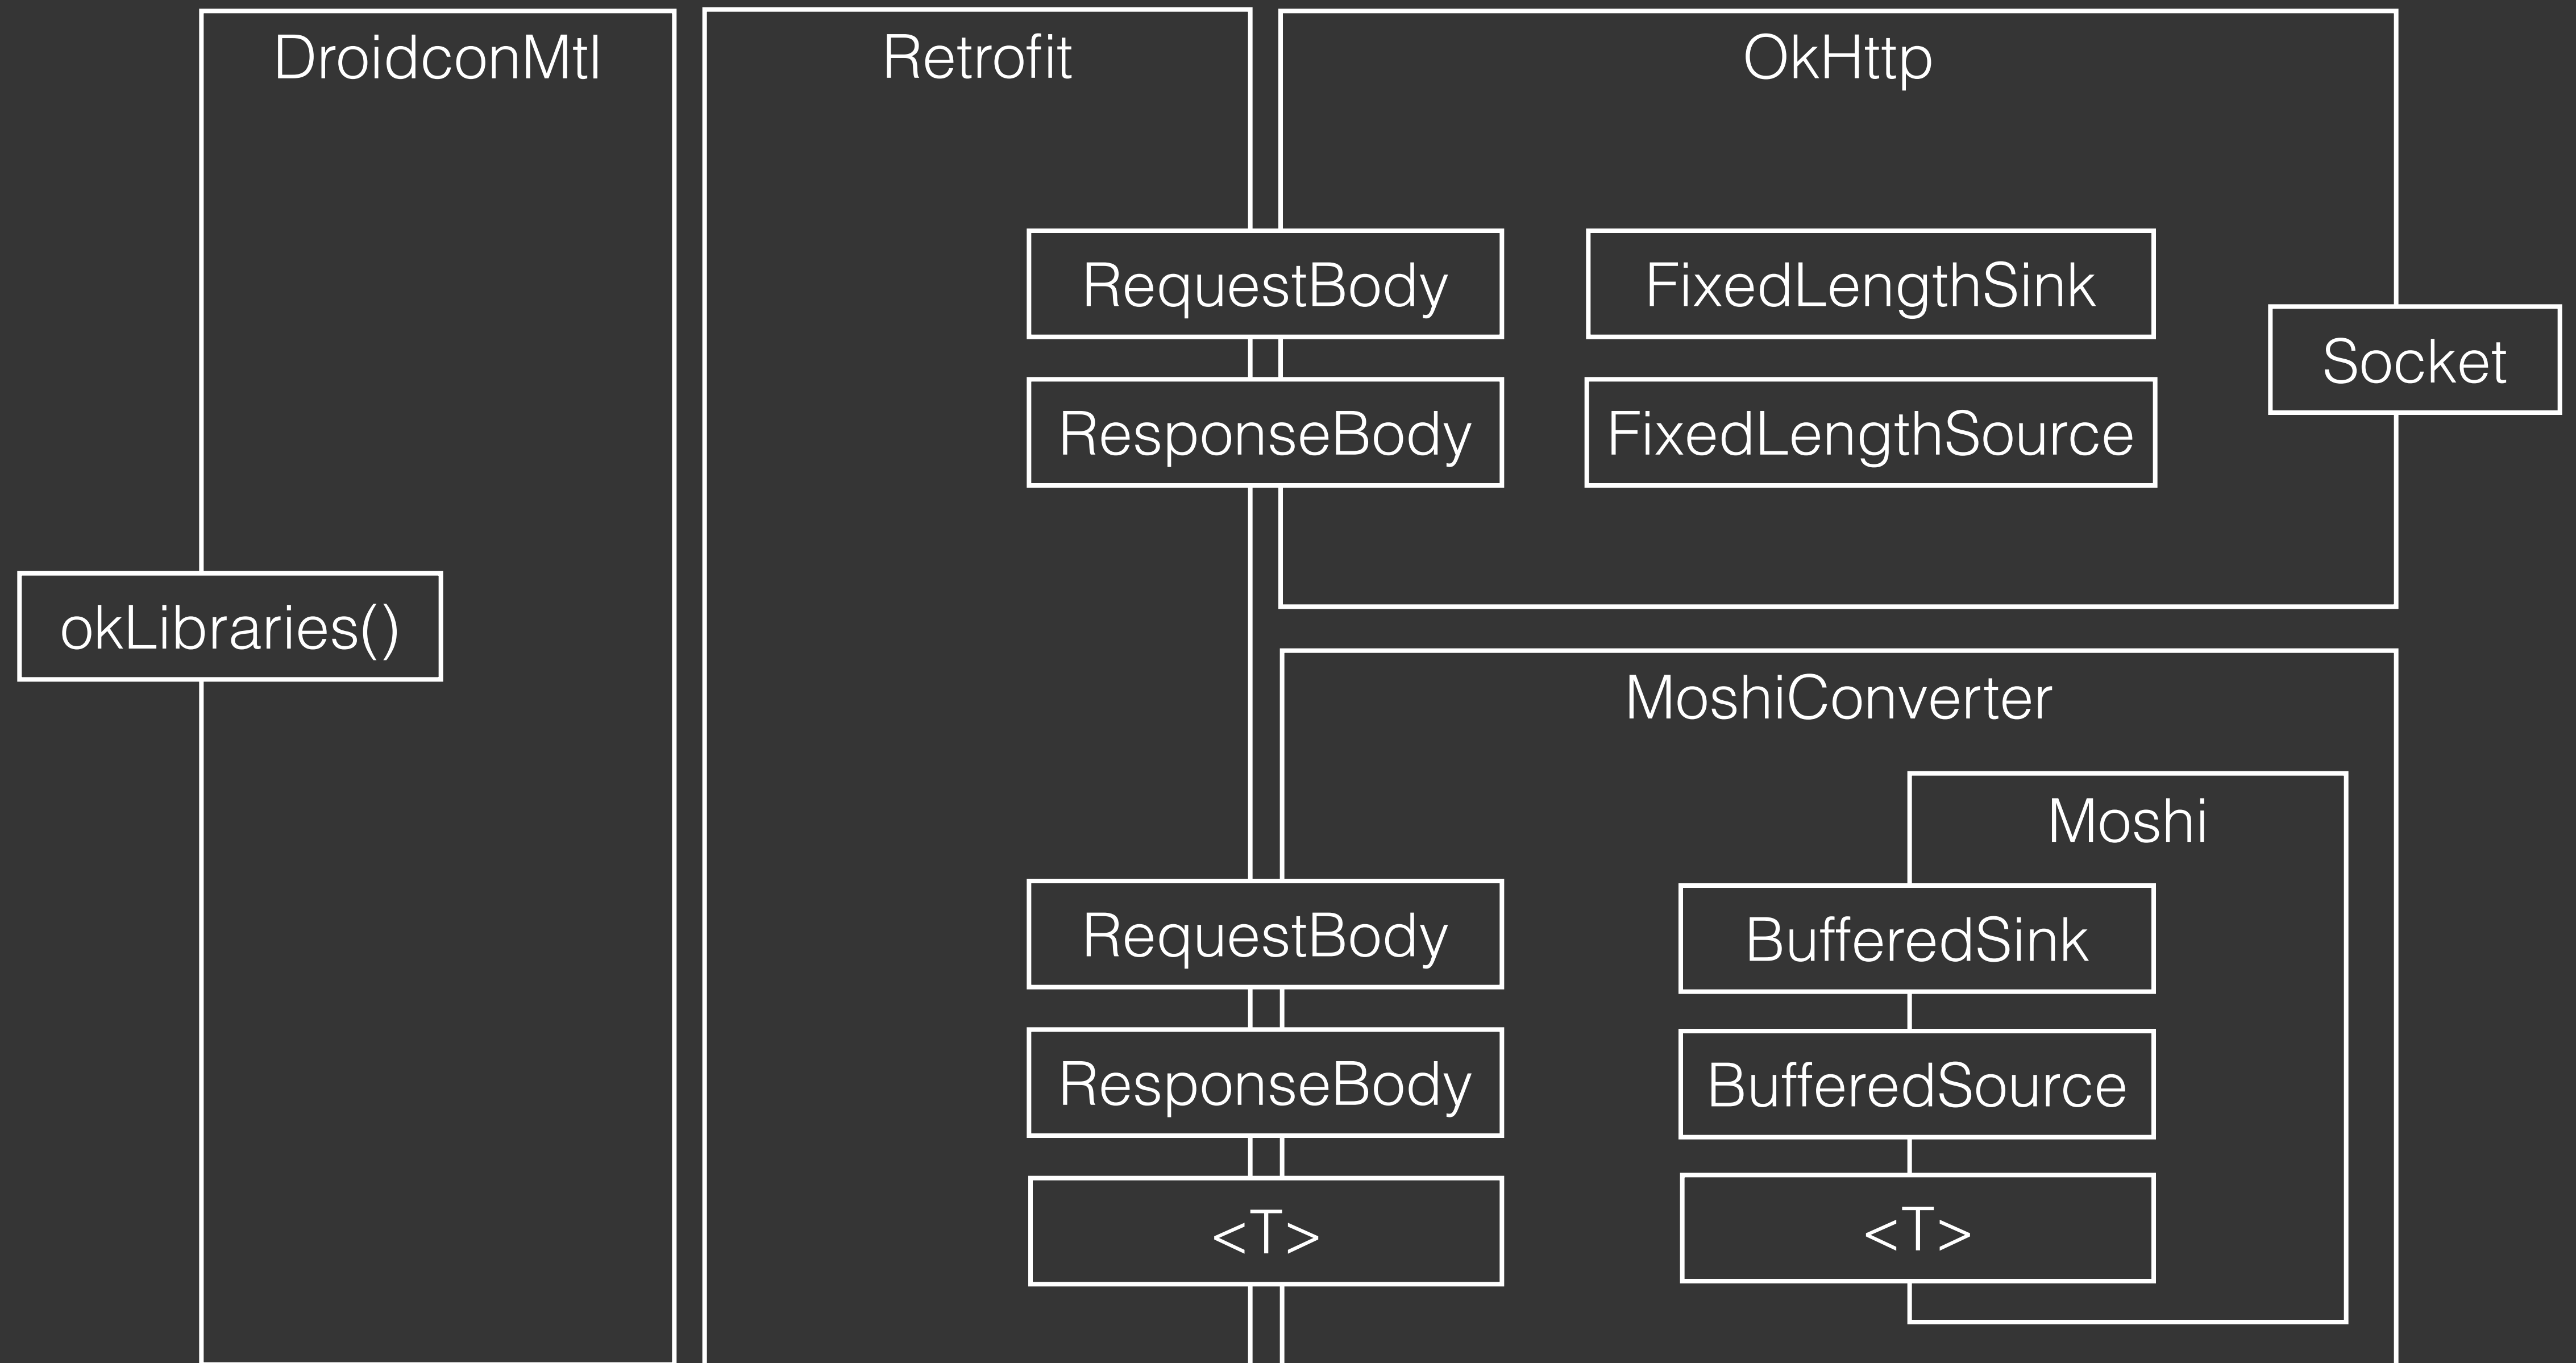 DroidconMtl
Retrofit
OkHttp
RequestBody
FixedLengthSink
Socket
ResponseBody
FixedLengthSource
okLibraries()
MoshiConverter
Moshi
RequestBody
BufferedSink
ResponseBody
BufferedSource
<T>
<T>